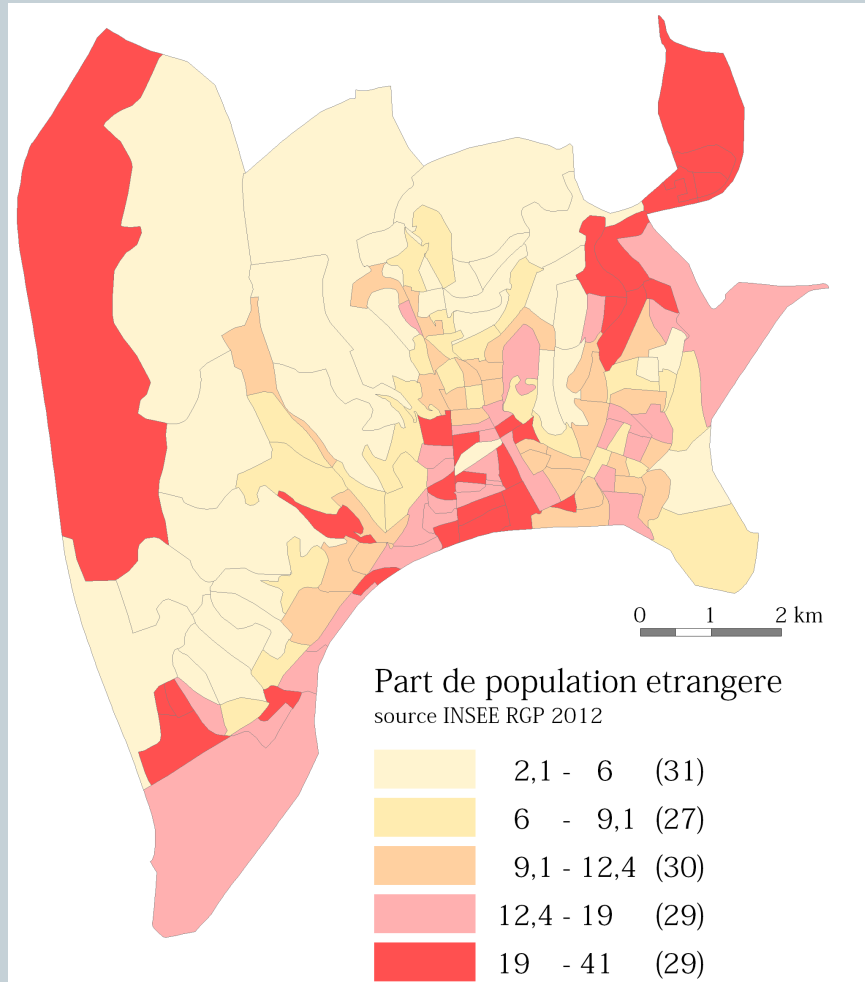 0 1 2 km
Part de population etrangere
source INSEE RGP 2012
2,1 - 6 (31)
6 - 9,1 (27)
9,1 - 12,4 (30)
12,4 - 19 (29)
19 - 41 (29)